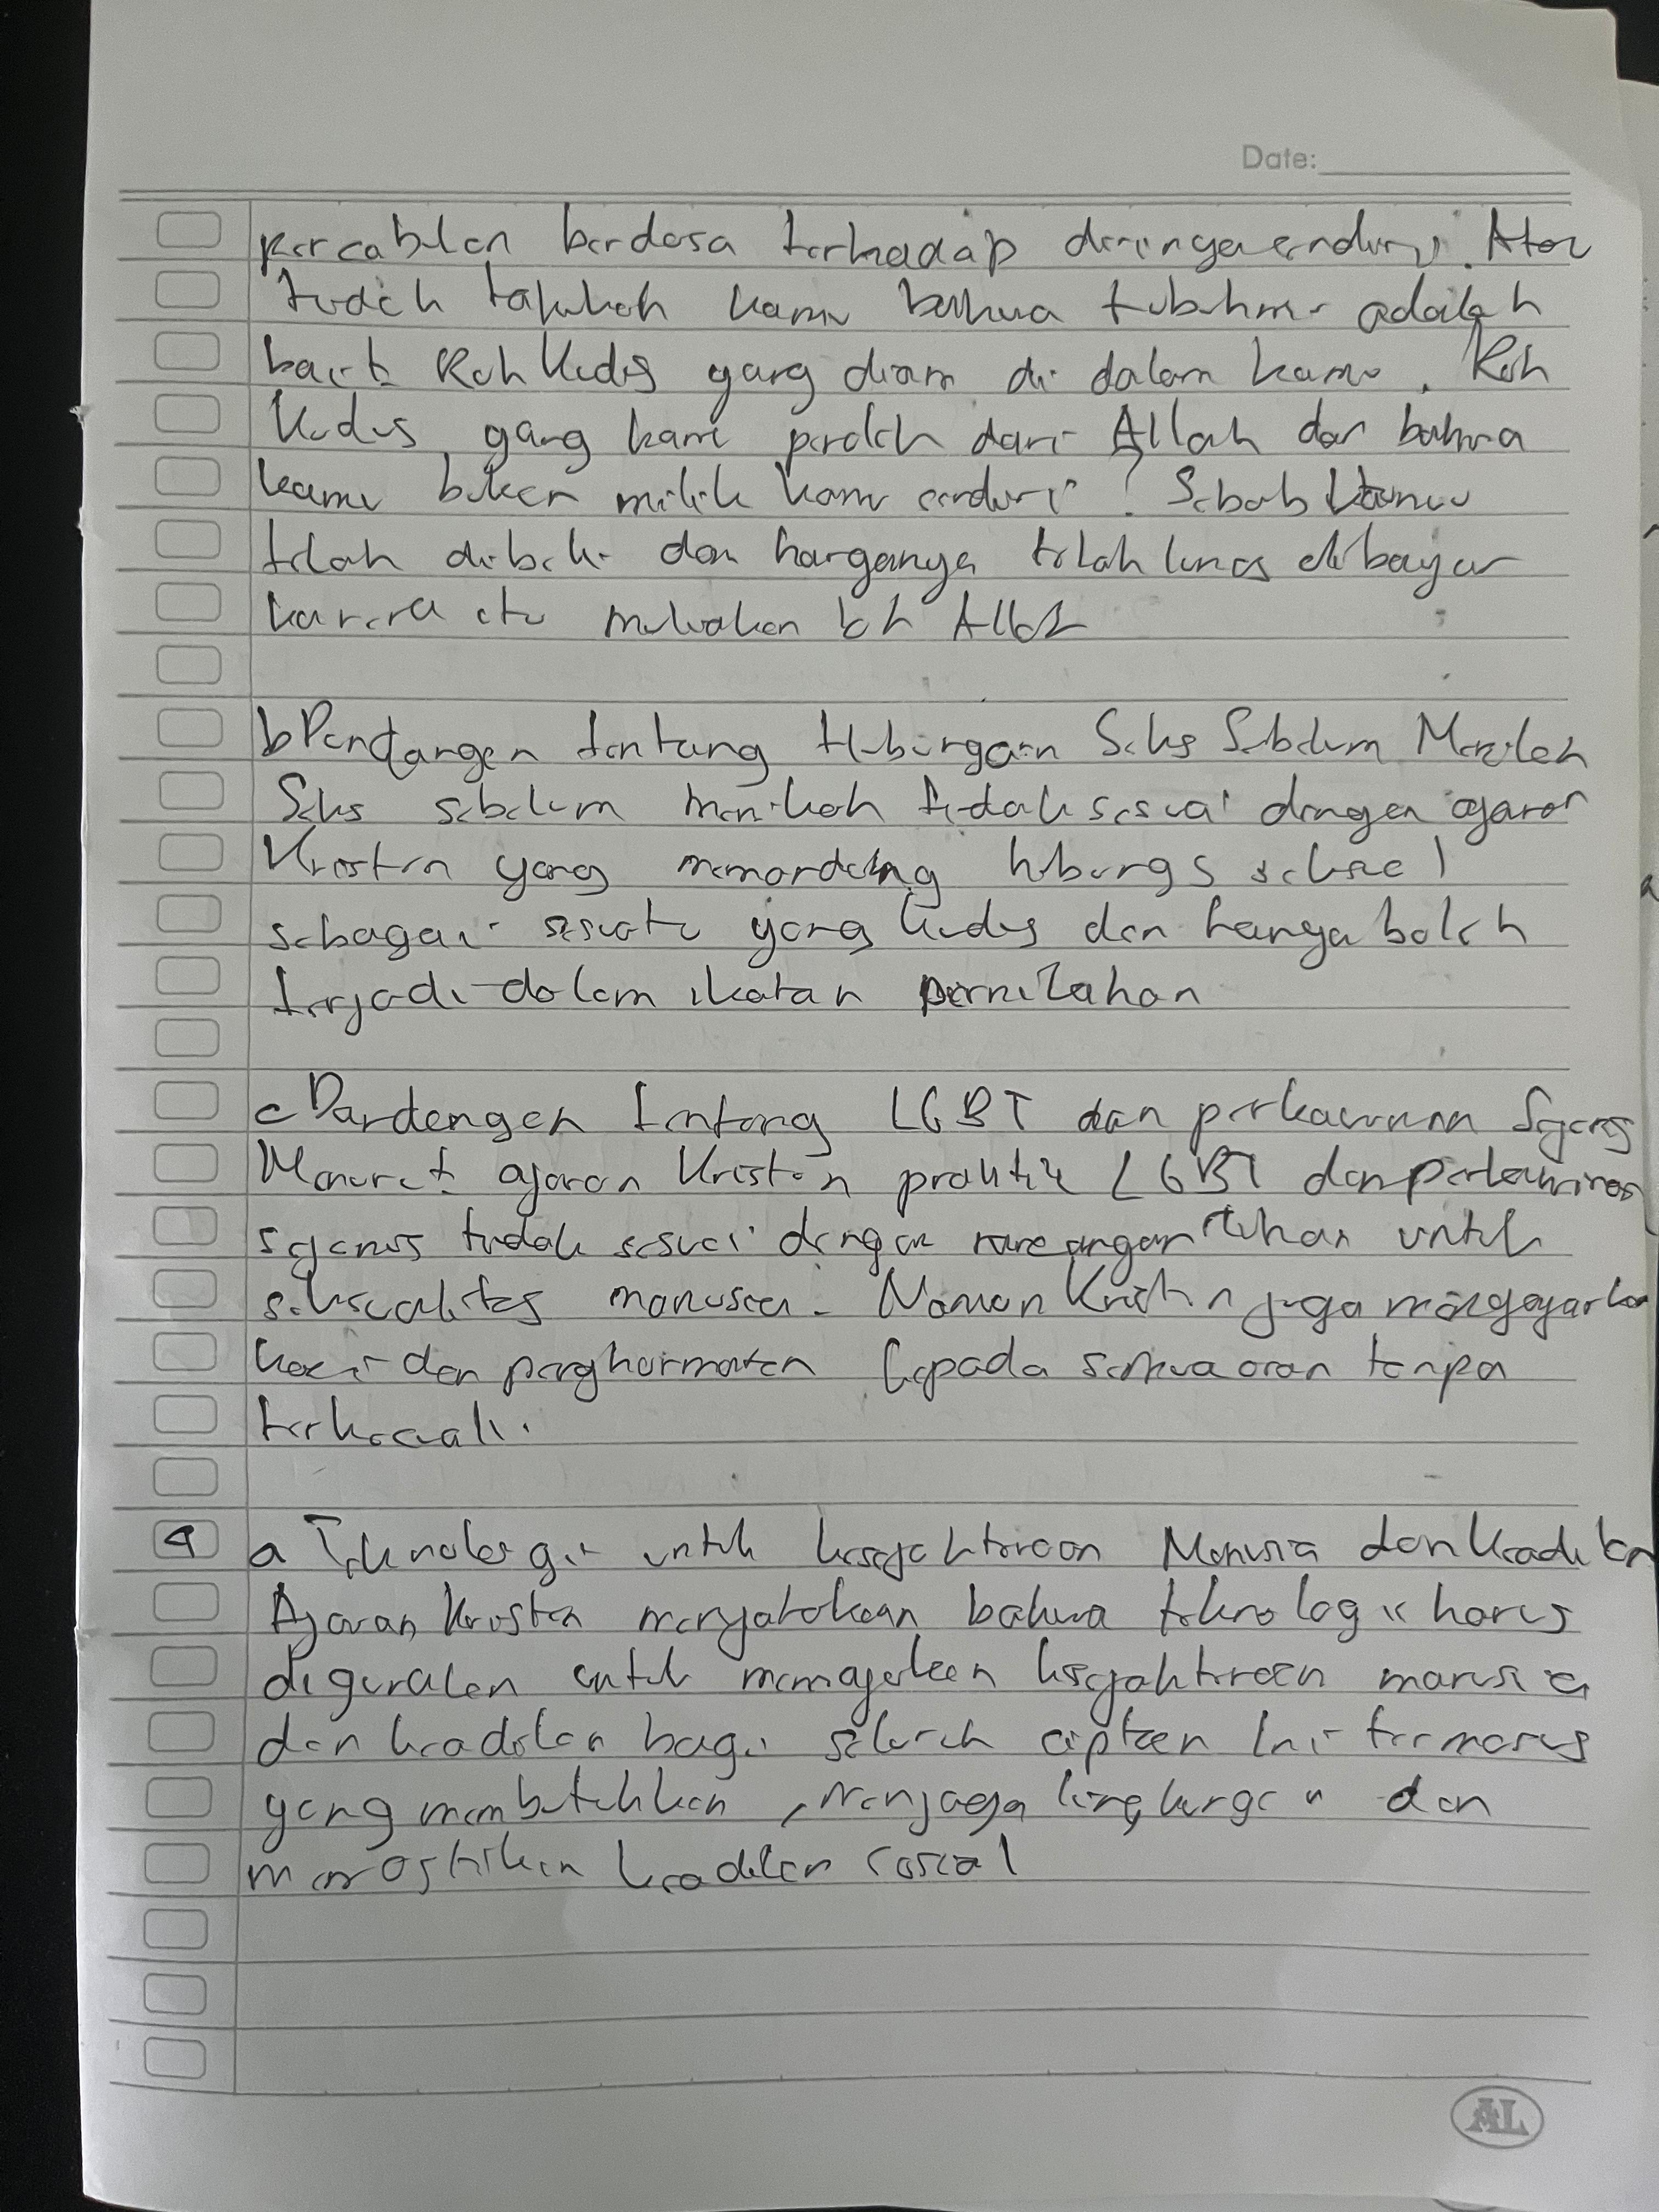 Date:
percabulan berdosa terhadap dirinya sendiri. Atau
tidak tahukah kamu bahwa tubuhmu adalah
bait Roh Kudus yang diam di dalam kamu, Roh
Kudus yang kamu peroleh dari Allah dan bahwa
kamu bukan milik kamu sendiri? Sebab kamu
telah dibeli dan harganya telah lunas dibayar
karena itu muliakan Allah
b Pandangan tentang Hubungan Seks Sebelum Menikah
Seks sebelum menikah tidak sesuai dengan ajaran
Kristen yang memandang hubungs seksual
sebagai sesuatu yang kudus dan hanya boleh
terjadi dalam ikatan pernikahan
c Pandangan tentang LGBT dan perkawinan Sejenis
Menurut ajaran Kristen praktik LGBT dan perkawinan
sejenis tidak sesuai dengan rancangan Tuhan untuk
seksualitas manusia. Namun Kristen juga mengajarkan
kasih dan penghormatan kepada semua oran tanpa
terkecuali.
4 a Teknologi untuk kesejahteraan Manusia dan Keadilan
Ajaran Kristen menyatakan bahwa teknologi harus
digunakan untuk memajukan kesejahteraan manusia
dan keadilan bagi seluruh ciptaan Ini termasuk
yang membutuhkan, menjaga lingkungan dan
memastikan keadilan sosial
AL